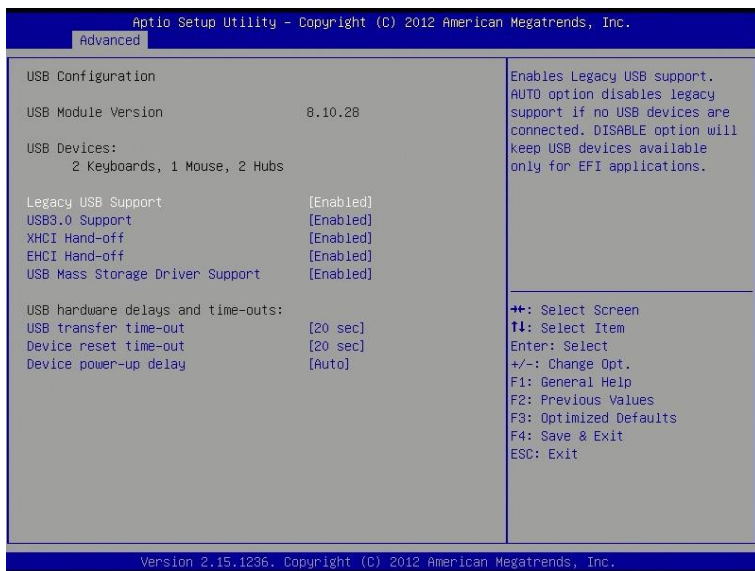 Aptio Setup Utility - Copyright (C) 2012 American Megatrends, Inc.
Advanced
USB Configuration
USB Module Version 8.10.28
USB Devices:
2 Keyboards, 1 Mouse, 2 Hubs
Legacy USB Support [Enabled]
USB3.0 Support [Enabled]
XHCI Hand-off [Enabled]
EHCI Hand-off [Enabled]
USB Mass Storage Driver Support [Enabled]
USB hardware delays and time-outs:
USB transfer time-out [20 sec]
Device reset time-out [20 sec]
Device power-up delay [Auto]
Enables Legacy USB support.
AUTO option disables legacy
support if no USB devices are
connected. DISABLE option will
keep USB devices available
only for EFI applications.
→←: Select Screen
↑↓: Select Item
Enter: Select
+/-: Change Opt.
F1: General Help
F2: Previous Values
F3: Optimized Defaults
F4: Save & Exit
ESC: Exit
Version 2.15.1236. Copyright (C) 2012 American Megatrends, Inc.